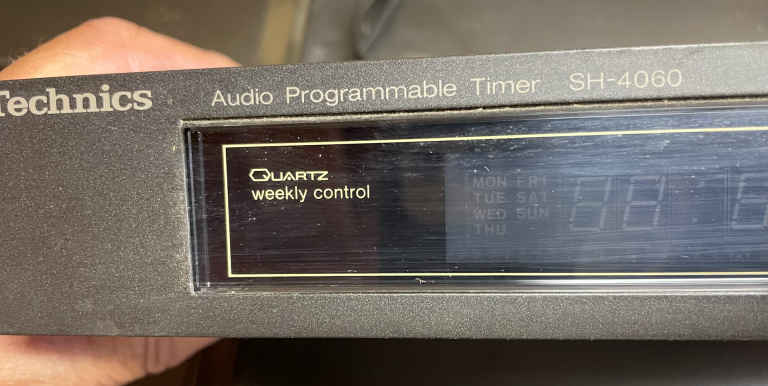 Technics Audio Programmable Timer SH-4060
QUARTZ
weekly control
MON FRI
TUE SAT
WED SUN
THU